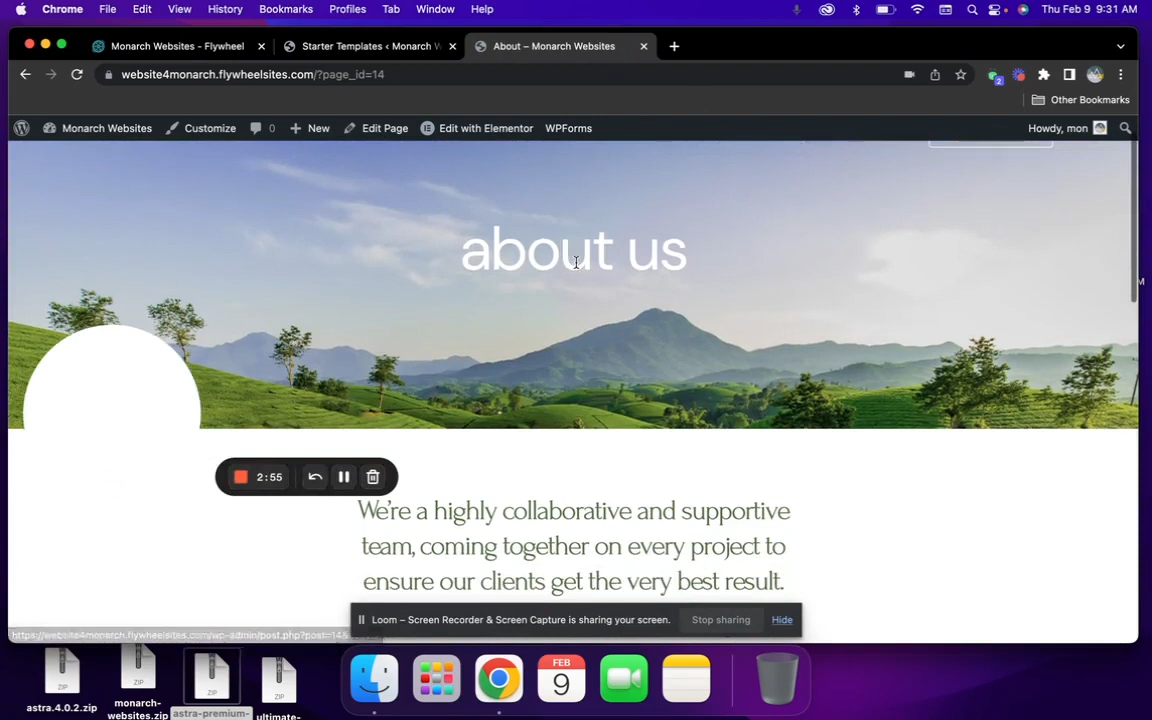 Chrome File Edit View History Bookmarks Profiles Tab Window Help Thu Feb 9 9:31 AM
Monarch Websites - Flywheel Starter Templates < Monarch W About – Monarch Websites
website4monarch.flywheelsites.com/?page_id=14 2
Other Bookmarks
Monarch Websites Customize 0 New Edit Page Edit with Elementor WPForms Howdy, mon
about us
2:55
We're a highly collaborative and supportive
team, coming together on every project to
ensure our clients get the very best result.
Loom – Screen Recorder & Screen Capture is sharing your screen. Stop sharing Hide
https://website4monarch.flywheelsites.com/wp-admin/post.php?post=14&
ZIP ZIP ZIP ZIP
FEB
9
astra.4.0.2.zip
monarch-
websites.zip
astra-premium-
ultimate-